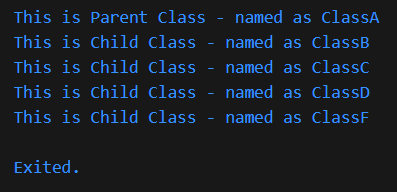 This is Parent Class - named as ClassA
This is Child Class - named as ClassB
This is Child Class - named as ClassC
This is Child Class - named as ClassD
This is Child Class - named as ClassF
Exited.